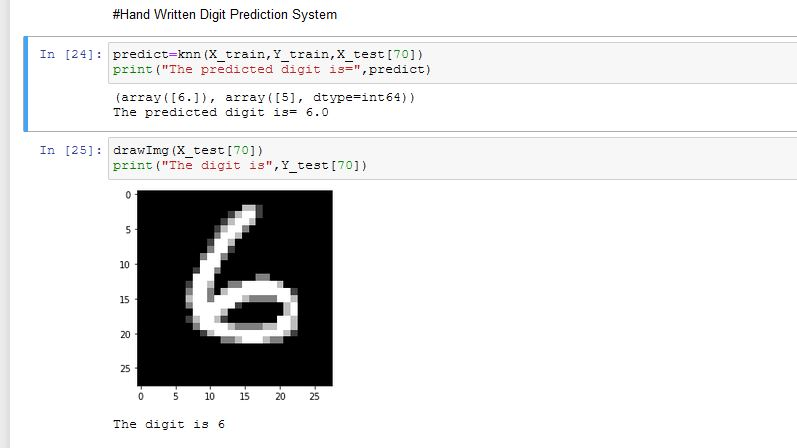 #Hand Written Digit Prediction System
In [24]: predict=knn(X_train,Y_train,X_test[70])
print("The predicted digit is=",predict)
(array([6.]), array([5], dtype=int64))
The predicted digit is= 6.0
In [25]: drawImg(X_test[70])
print("The digit is",Y_test[70])
0
5
10
15
20
25
6
0 5 10 15 20 25
The digit is 6